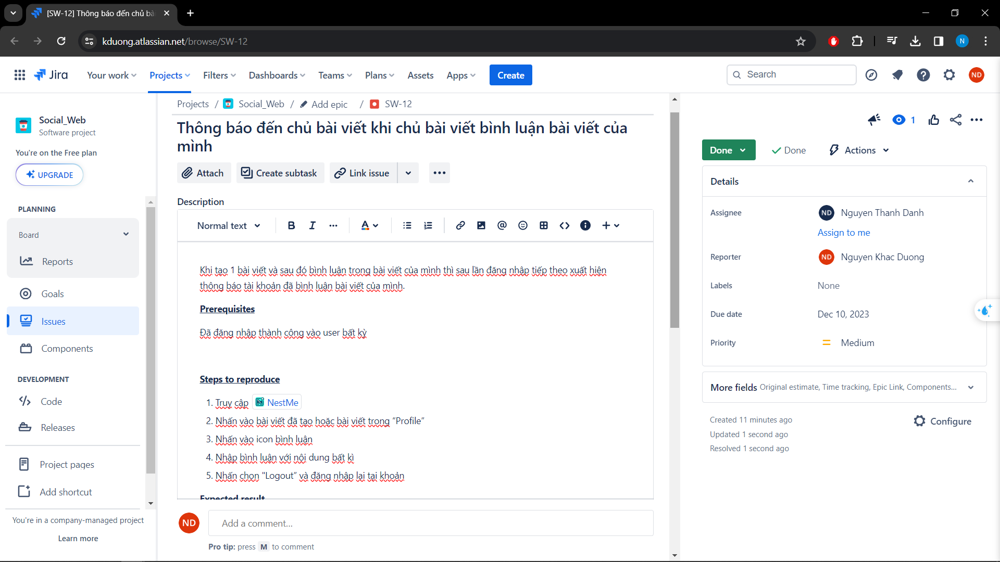 [SW-12] Thông báo đến chủ bà
kduong.atlassian.net/browse/SW-12
N
Jira
Your work
Projects
Filters
Dashboards
Teams
Plans
Assets
Apps
Create
Search
ND
Social_Web
Software project
You're on the Free plan
UPGRADE
PLANNING
Board
Reports
Goals
Issues
Components
DEVELOPMENT
Code
Releases
Project pages
Add shortcut
You're in a company-managed project
Learn more
Projects / Social_Web / Add epic / SW-12
Thông báo đến chủ bài viết khi chủ bài viết bình luận bài viết của
mình
Attach
Create subtask
Link issue
Description
Normal text
Khi tạo 1 bài viết và sau đó bình luận trong bài viết của mình thì sau lần đăng nhập tiếp theo xuất hiện
thông báo tài khoản đã bình luận bài viết của mình.
Prerequisites
Đã đăng nhập thành công vào user bất kỳ
Steps to reproduce
1. Truy cập NestMe
2. Nhấn vào bài viết đã tạo hoặc bài viết trong “Profile”
3. Nhấn vào icon bình luận
4. Nhập bình luận với nội dung bất kì
5. Nhấn chọn "Logout” và đăng nhập lại tại khoản
Expected result
ND
Add a comment...
Pro tip: press M to comment
1
Done
Done
Actions
Details
Assignee
ND Nguyen Thanh Danh
Assign to me
Reporter
ND Nguyen Khac Duong
Labels
None
Due date
Dec 10, 2023
Priority
Medium
More fields Original estimate, Time tracking, Epic Link, Components...
Created 11 minutes ago
Updated 1 second ago
Resolved 1 second ago
Configure